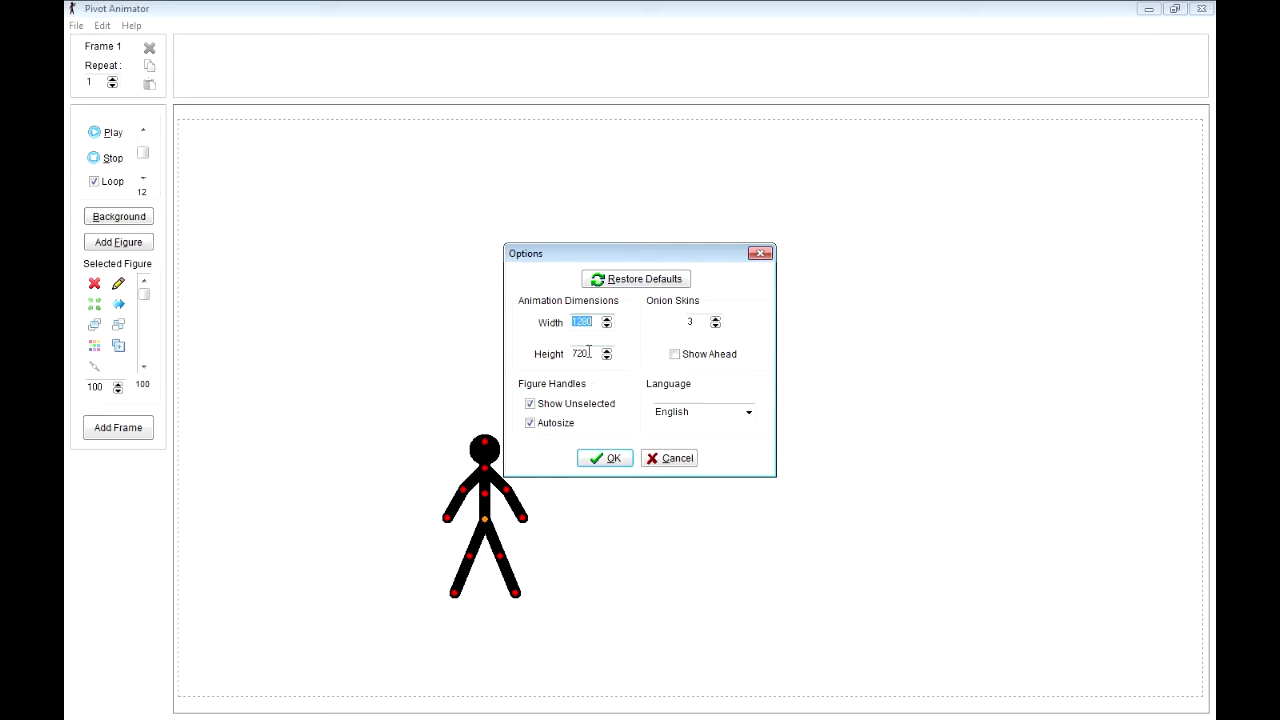 Pivot Animator
File Edit Help
Frame 1
Repeat :
1
Play
Stop
Loop
12
Background
Add Figure
Selected Figure
100 100
Add Frame
Options
Restore Defaults
Animation Dimensions Onion Skins
Width 1280 3
Height 720 Show Ahead
Figure Handles Language
Show Unselected
English
Autosize
OK Cancel